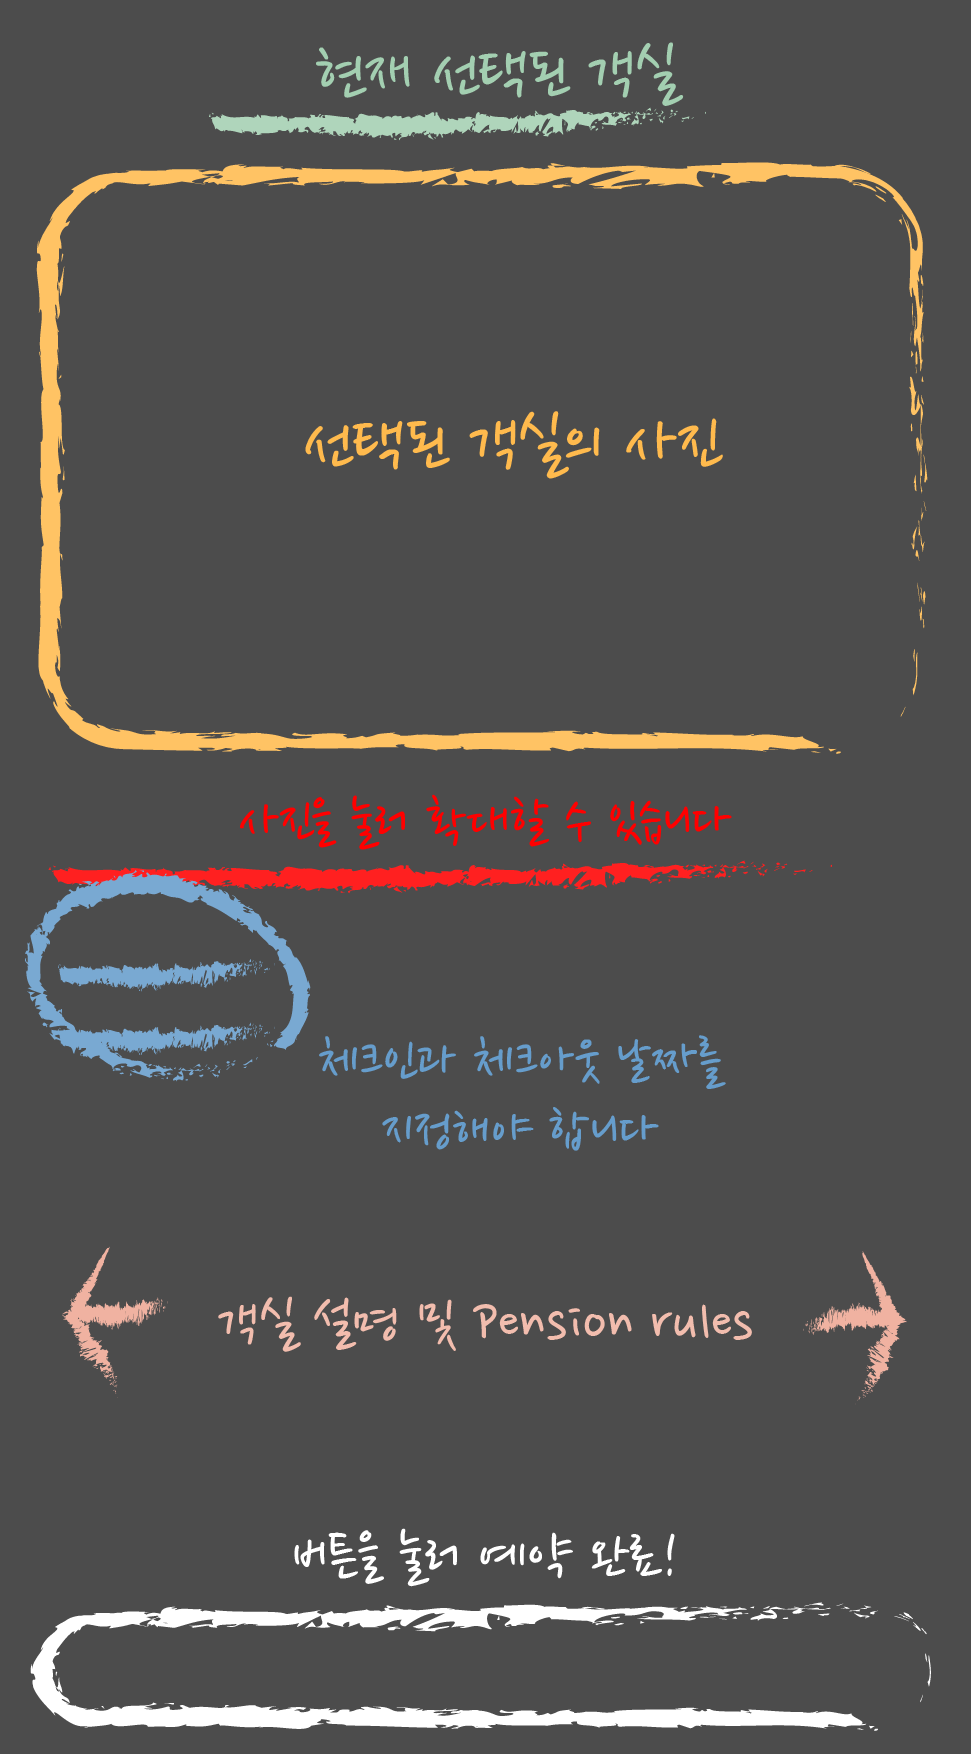 현재 선택된 객실
선택된 객실의 사진
사진을 눌러 확대할 수 있습니다
체크인과 체크아웃 날짜를
지정해야 합니다
객실 설명 및 Pension rules
버튼을 눌러 예약 완료!